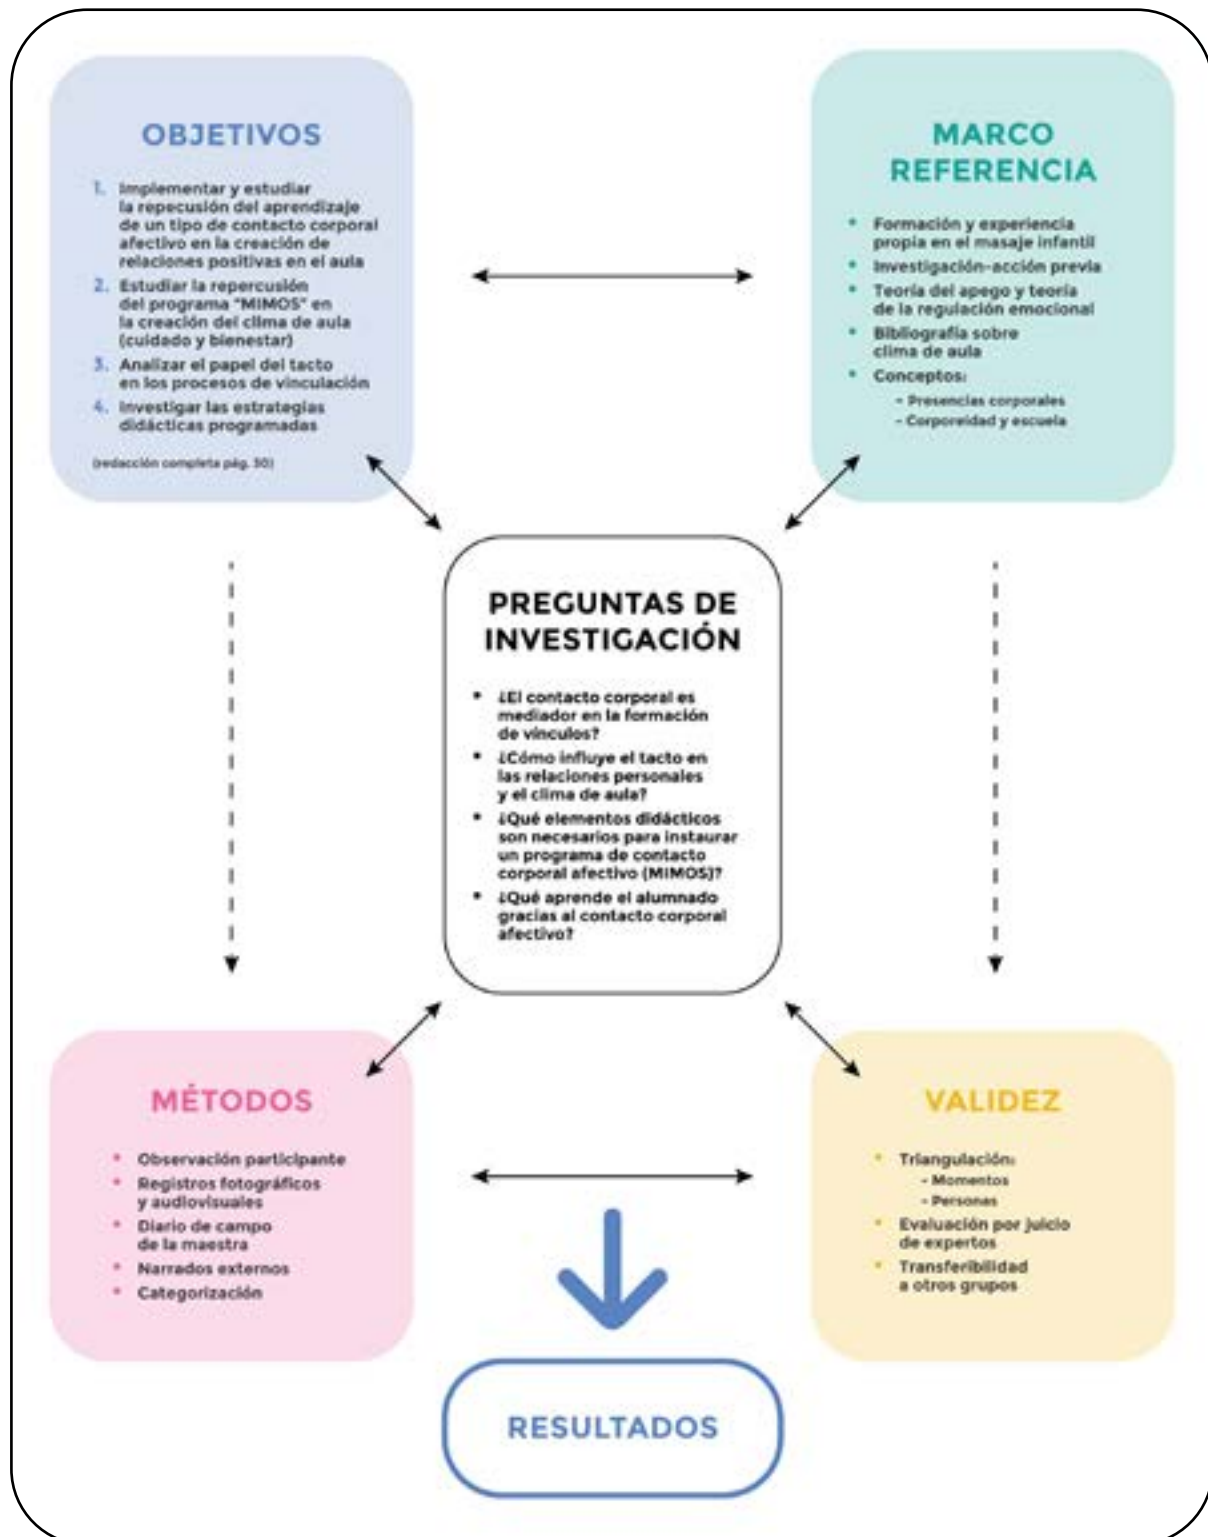 OBJETIVOS
1. Implementar y estudiar
la repecusión del aprendizaje
de un tipo de contacto corporal
afectivo en la creación de
relaciones positivas en el aula
2. Estudiar la repercusión
del programa "MIMOS" en
la creación del clima de aula
(cuidado y bienestar)
3. Analizar el papel del tacto
en los procesos de vinculación
4. Investigar las estrategias
didácticas programadas
(redacción completa pág. 50)
MARCO
REFERENCIA
• Formación y experiencia
propia en el masaje infantil
• Investigación-acción previa
• Teoría del apego y teoría
de la regulación emocional
• Bibliografía sobre
clima de aula
• Conceptos:
- Presencias corporales
- Corporeidad y escuela
PREGUNTAS DE
INVESTIGACIÓN
• ¿El contacto corporal es
mediador en la formación
de vínculos?
• ¿Cómo influye el tacto en
las relaciones personales
y el clima de aula?
• ¿Qué elementos didácticos
son necesarios para instaurar
un programa de contacto
corporal afectivo (MIMOS)?
• ¿Qué aprende el alumnado
gracias al contacto corporal
afectivo?
MÉTODOS
• Observación participante
• Registros fotográficos
y audiovisuales
• Diario de campo
de la maestra
• Narrados externos
• Categorización
VALIDEZ
• Triangulación:
- Momentos
- Personas
• Evaluación por juicio
de expertos
• Transferibilidad
a otros grupos
RESULTADOS